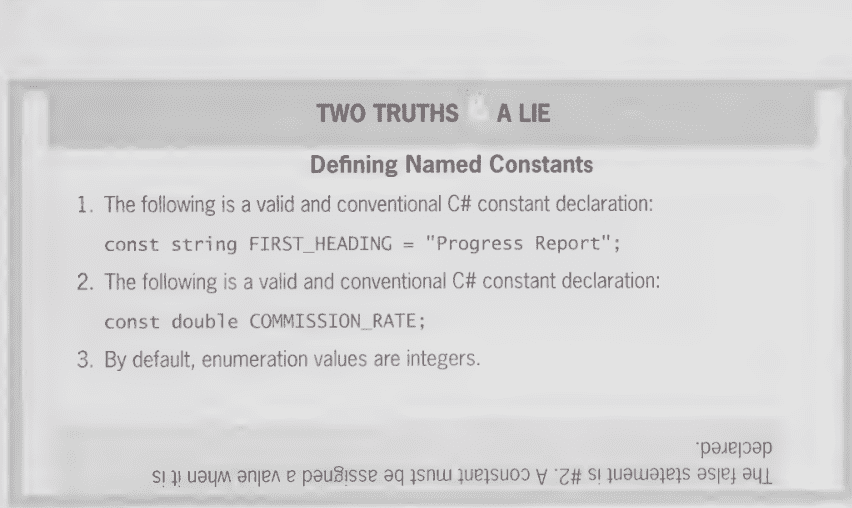 TWO TRUTHS & A LIE
Defining Named Constants
1. The following is a valid and conventional C# constant declaration:
const string FIRST_HEADING = "Progress Report";
2. The following is a valid and conventional C# constant declaration:
const double COMMISSION_RATE;
3. By default, enumeration values are integers.
The false statement is #2. A constant must be assigned a value when it is
declared.